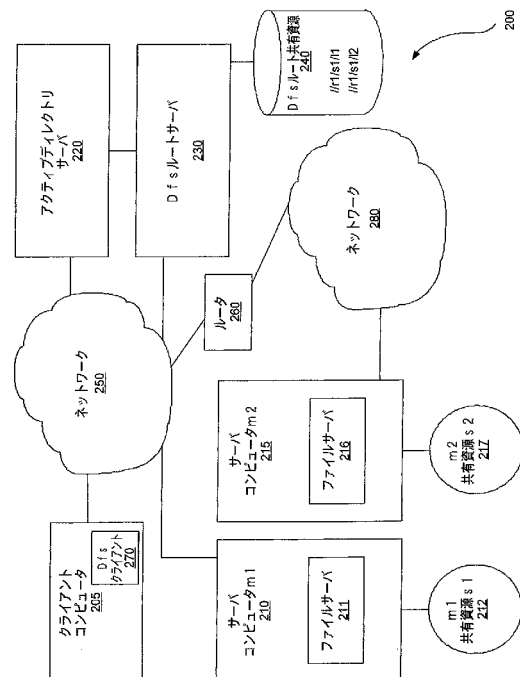 クライアント
コンピュータ
205
Dfs
クライアント
270
ネットワーク
250
アクティブディレクトリ
サーバ
220
Dfsルートサーバ
230
Dfsルート共有資源
240
//r1/s1/l1
//r1/s1/l2
ルータ
260
ネットワーク
280
サーバ
コンピュータm1
210
ファイルサーバ
211
m1
共有資源s1
212
サーバ
コンピュータm2
215
ファイルサーバ
216
m2
共有資源s2
217
200